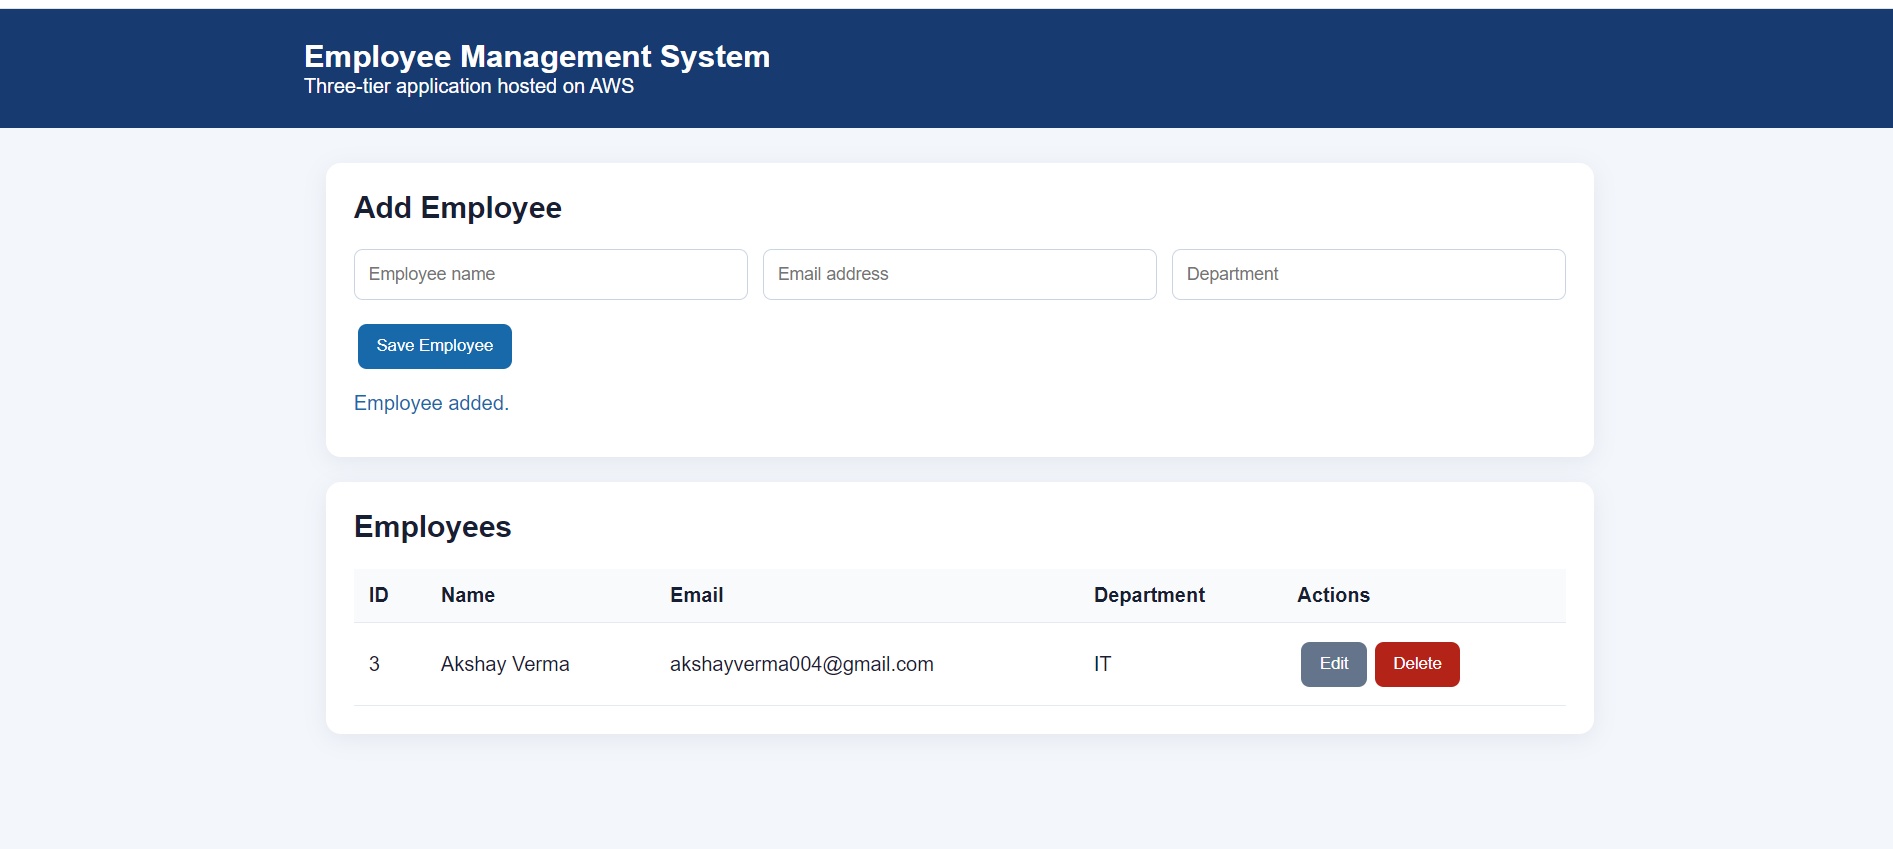 Employee Management System
Three-tier application hosted on AWS
Add Employee
Employee name Email address Department
Save Employee
Employee added.
Employees
ID Name Email Department Actions
3 Akshay Verma akshayverma004@gmail.com IT Edit Delete